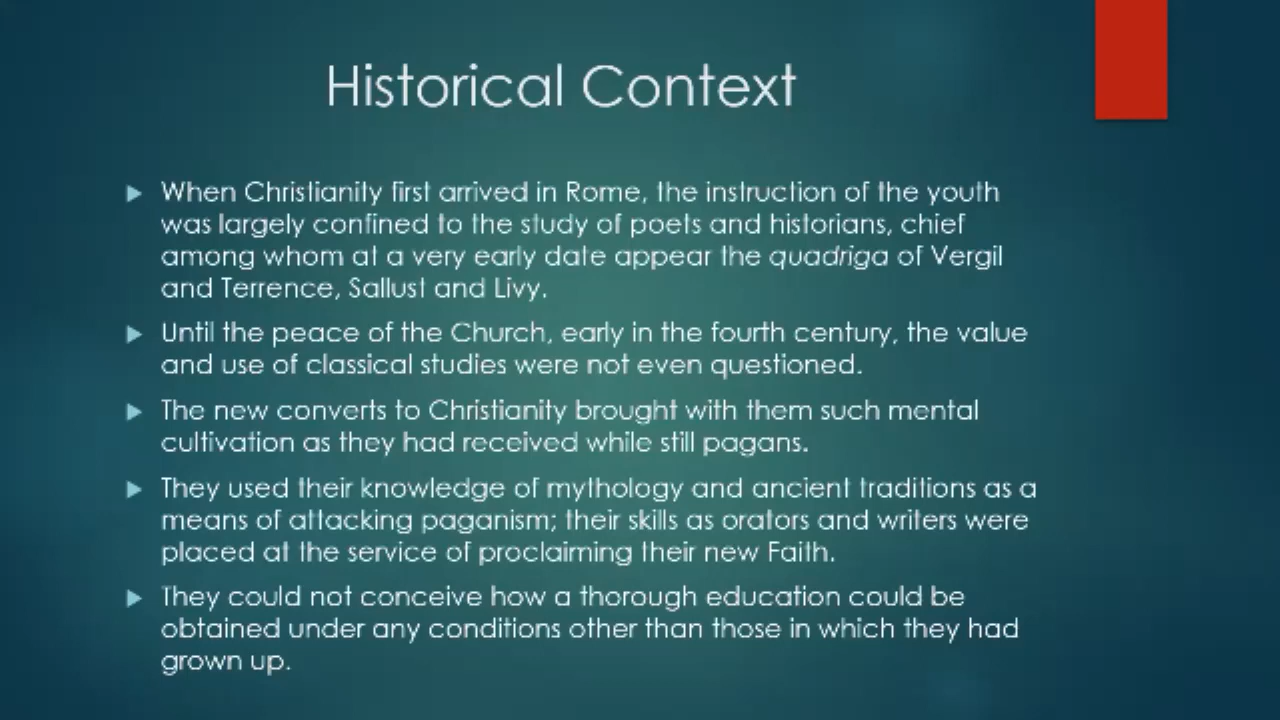 Historical Context
When Christianity first arrived in Rome, the instruction of the youth
was largely confined to the study of poets and historians, chief
among whom at a very early date appear the quadriga of Vergil
and Terrence, Sallust and Livy.
Until the peace of the Church, early in the fourth century, the value
and use of classical studies were not even questioned.
The new converts to Christianity brought with them such mental
cultivation as they had received while still pagans.
They used their knowledge of mythology and ancient traditions as a
means of attacking paganism; their skills as orators and writers were
placed at the service of proclaiming their new Faith.
They could not conceive how a thorough education could be
obtained under any conditions other than those in which they had
grown up.